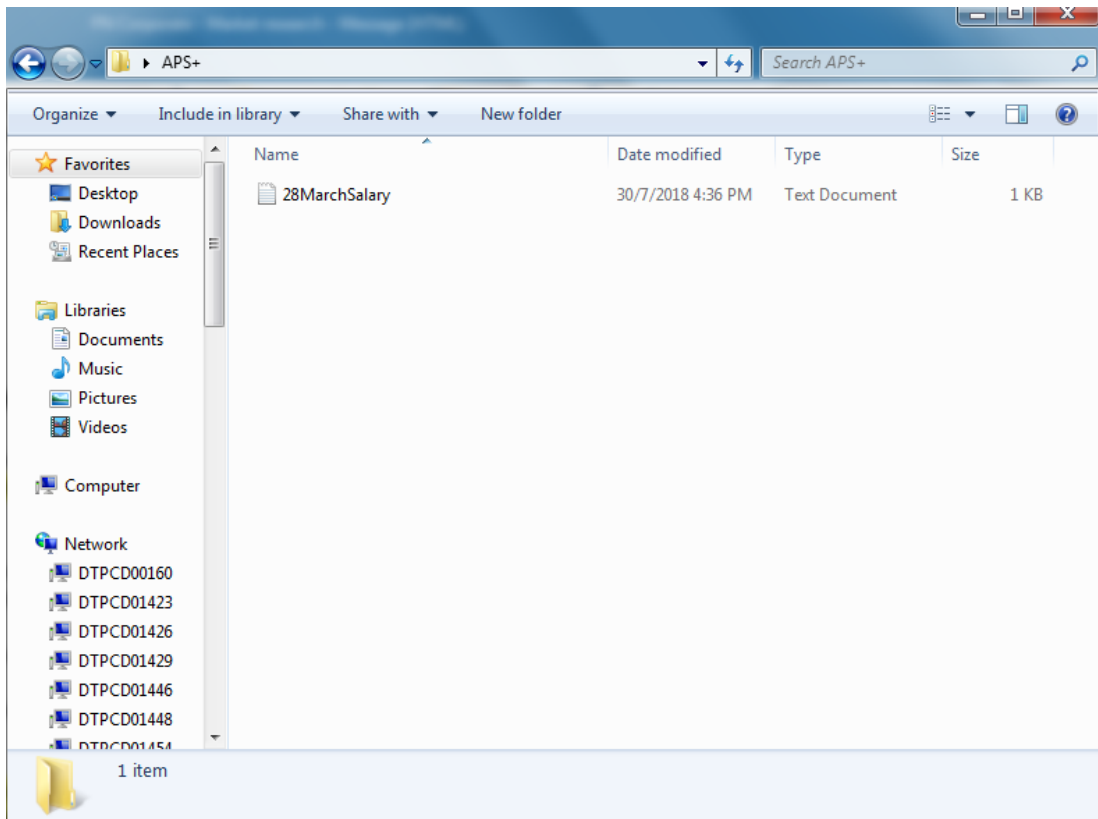 APS+
Search APS+
Organize Include in library Share with New folder
Name Date modified Type Size
28MarchSalary 30/7/2018 4:36 PM Text Document 1 KB
Favorites
Desktop
Downloads
Recent Places
Libraries
Documents
Music
Pictures
Videos
Computer
Network
DTPCD00160
DTPCD01423
DTPCD01426
DTPCD01429
DTPCD01446
DTPCD01448
DTPCD01454
1 item